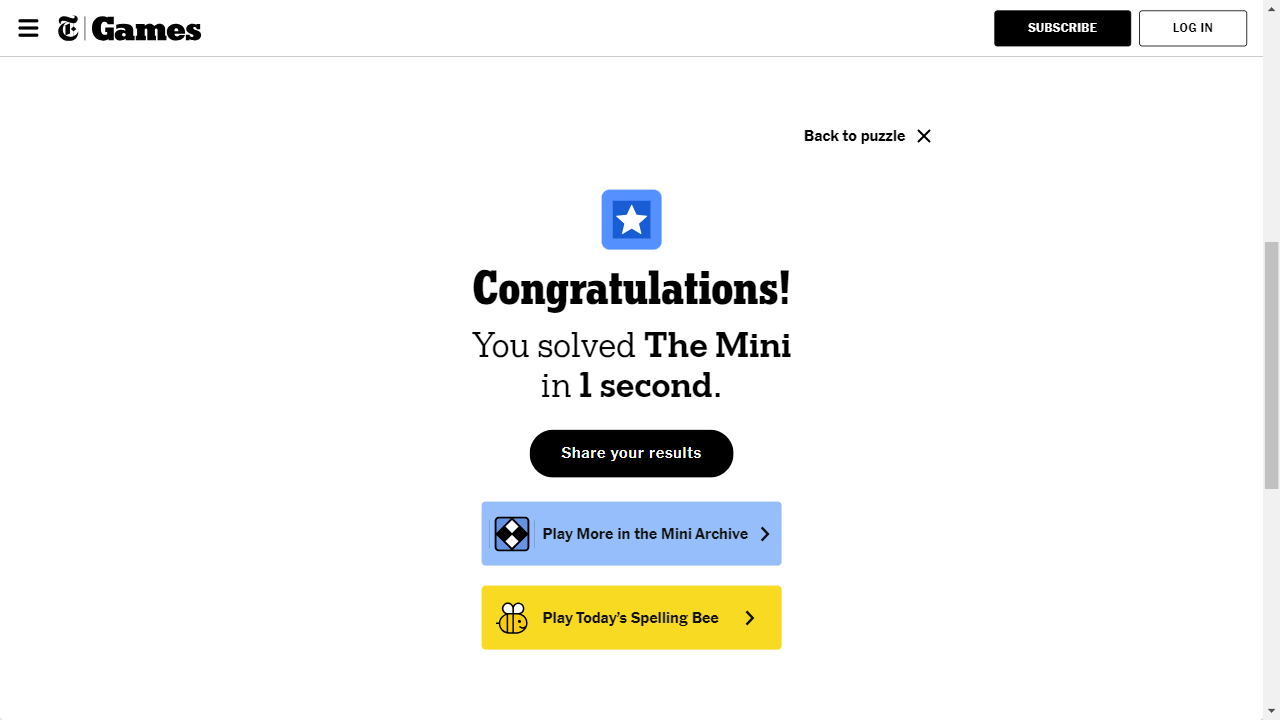 Games
SUBSCRIBE
LOG IN
Back to puzzle
Congratulations!
You solved The Mini
in 1 second.
Share your results
Play More in the Mini Archive
Play Today’s Spelling Bee